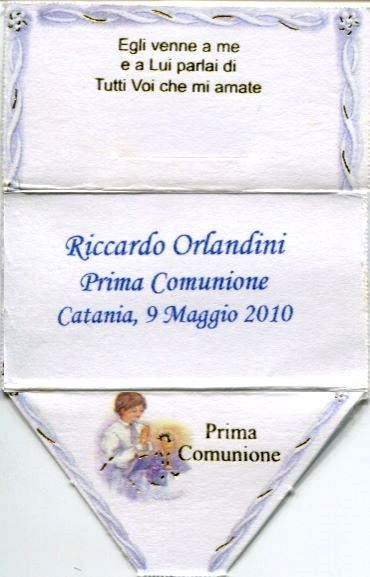 Egli venne a me
e a Lui parlai di
Tutti Voi che mi amate
Riccardo Orlandini
Prima Comunione
Catania, 9 Maggio 2010
Prima
Comunione